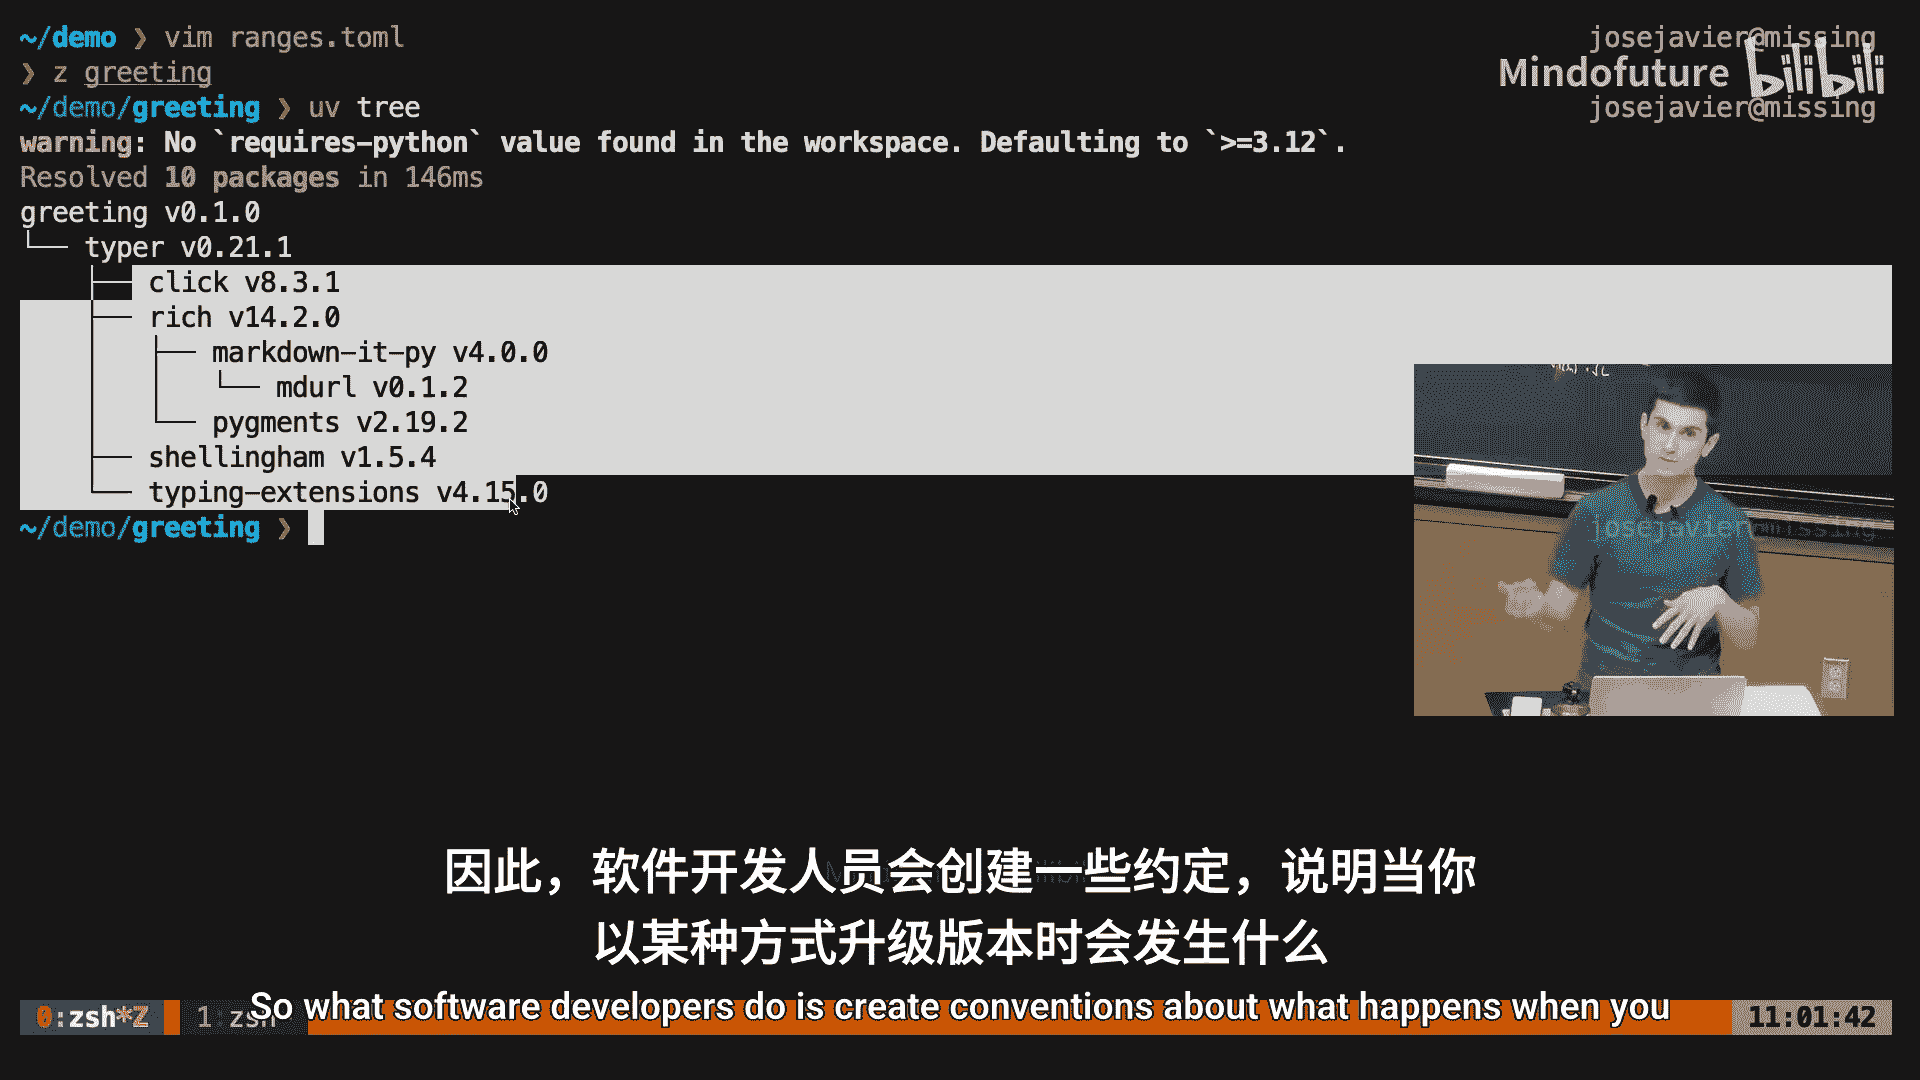 ~/demo ❯ vim ranges.toml
josejavier@missing
❯ z greeting
Mindofuture bilibili
~/demo/greeting ❯ uv tree
josejavier@missing
warning: No `requires-python` value found in the workspace. Defaulting to `>=3.12`.
Resolved 10 packages in 146ms
greeting v0.1.0
└── typer v0.21.1
├── click v8.3.1
├── rich v14.2.0
│   ├── markdown-it-py v4.0.0
│   │   └── mdurl v0.1.2
│   └── pygments v2.19.2
├── shellingham v1.5.4
└── typing-extensions v4.15.0
~/demo/greeting ❯
josejavier@missing
因此，软件开发人员会创建一些约定，说明当你
以某种方式升级版本时会发生什么
So what software developers do is create conventions about what happens when you
0:zsh*Z 1:zsh
11:01:42